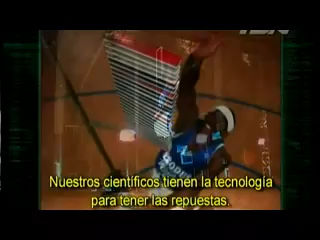 Nuestros científicos tienen la tecnología
para tener las repuestas.